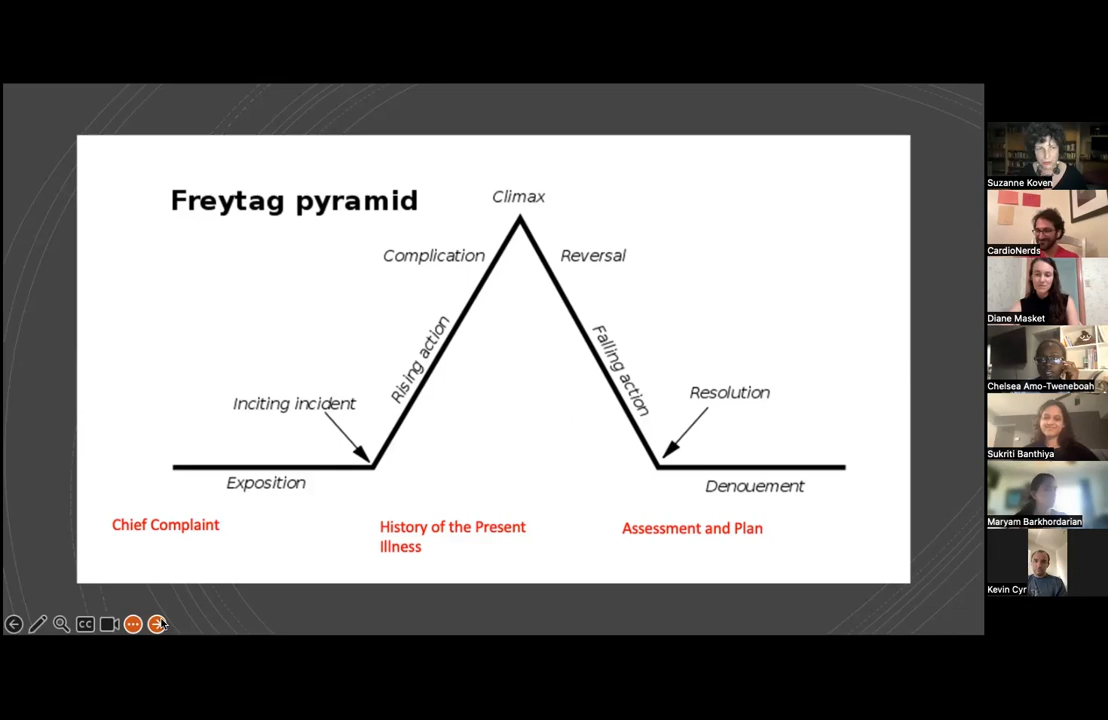 Freytag pyramid
Climax
Complication
Reversal
Rising action
Falling action
Inciting incident
Resolution
Exposition
Denouement
Chief Complaint
History of the Present
Illness
Assessment and Plan
CC
Suzanne Koven
CardioNerds
Diane Masket
Chelsea Amo-Tweneboah
Sukriti Banthiya
Maryam Barkhordarian
Kevin Cyr